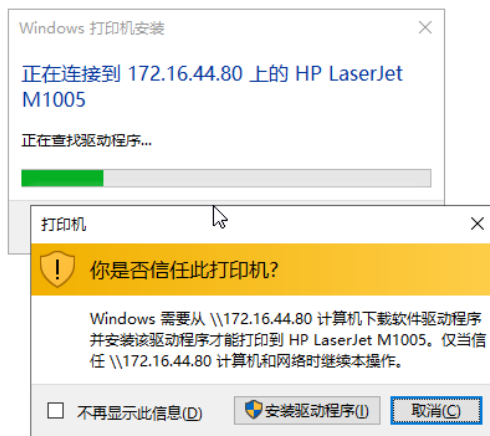 Windows 打印机安装
正在连接到 172.16.44.80 上的 HP LaserJet
M1005
正在查找驱动程序...
打印机
你是否信任此打印机?
Windows 需要从 \\172.16.44.80 计算机下载软件驱动程序
并安装该驱动程序才能打印到 HP LaserJet M1005。仅当信
任 \\172.16.44.80 计算机和网络时继续本操作。
不再显示此信息(D)
安装驱动程序(I)
取消(C)